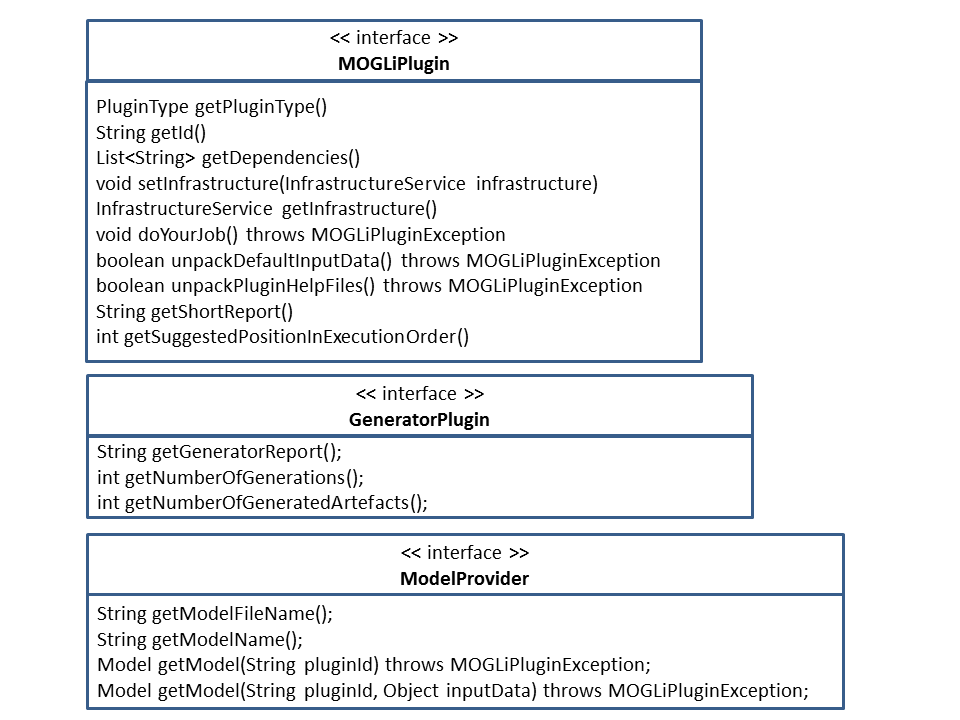 << interface >>
MOGLiPlugin
PluginType getPluginType()
String getId()
List<String> getDependencies()
void setInfrastructure(InfrastructureService infrastructure)
InfrastructureService getInfrastructure()
void doYourJob() throws MOGLiPluginException
boolean unpackDefaultInputData() throws MOGLiPluginException
boolean unpackPluginHelpFiles() throws MOGLiPluginException
String getShortReport()
int getSuggestedPositionInExecutionOrder()
<< interface >>
GeneratorPlugin
String getGeneratorReport();
int getNumberOfGenerations();
int getNumberOfGeneratedArtefacts();
<< interface >>
ModelProvider
String getModelFileName();
String getModelName();
Model getModel(String pluginId) throws MOGLiPluginException;
Model getModel(String pluginId, Object inputData) throws MOGLiPluginException;